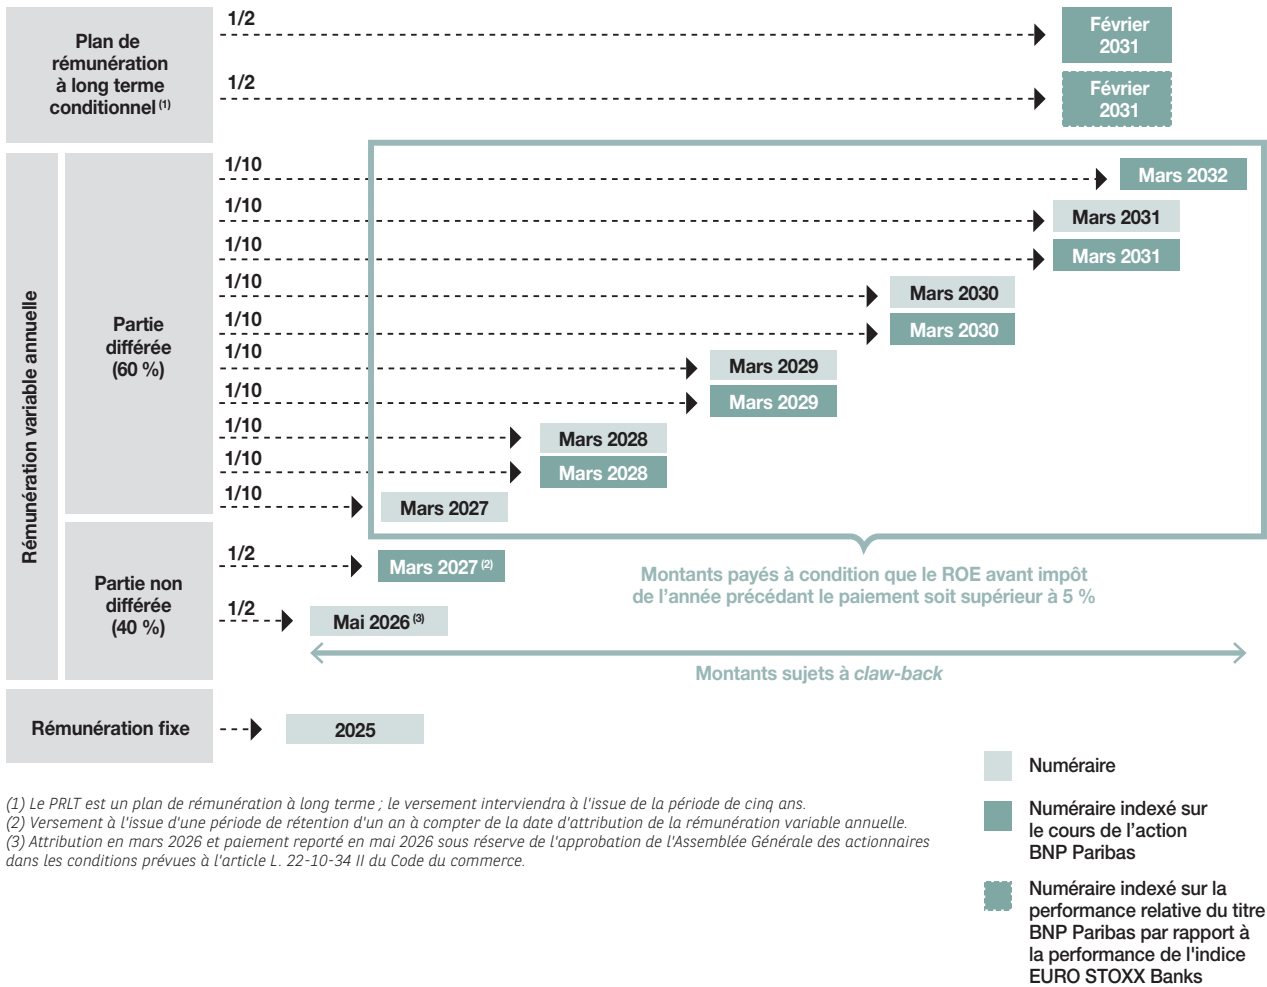 Plan de
rémunération
à long terme
conditionnel (1)
1/2
Février
2031
1/2
Février
2031
Rémunération variable annuelle
Partie
différée
(60 %)
1/10
Mars 2032
1/10
Mars 2031
1/10
Mars 2031
1/10
Mars 2030
1/10
Mars 2030
1/10
Mars 2029
1/10
Mars 2029
1/10
Mars 2028
1/10
Mars 2028
1/10
Mars 2027
Partie non
différée
(40 %)
1/2
Mars 2027 (2)
1/2
Mai 2026 (3)
Montants payés à condition que le ROE avant impôt
de l’année précédant le paiement soit supérieur à 5 %
Montants sujets à claw-back
Rémunération fixe
2025
Numéraire
Numéraire indexé sur
le cours de l’action
BNP Paribas
Numéraire indexé sur la
performance relative du titre
BNP Paribas par rapport à
la performance de l'indice
EURO STOXX Banks
(1) Le PRLT est un plan de rémunération à long terme ; le versement interviendra à l'issue de la période de cinq ans.
(2) Versement à l'issue d'une période de rétention d'un an à compter de la date d'attribution de la rémunération variable annuelle.
(3) Attribution en mars 2026 et paiement reporté en mai 2026 sous réserve de l'approbation de l'Assemblée Générale des actionnaires
dans les conditions prévues à l'article L. 22-10-34 II du Code du commerce.